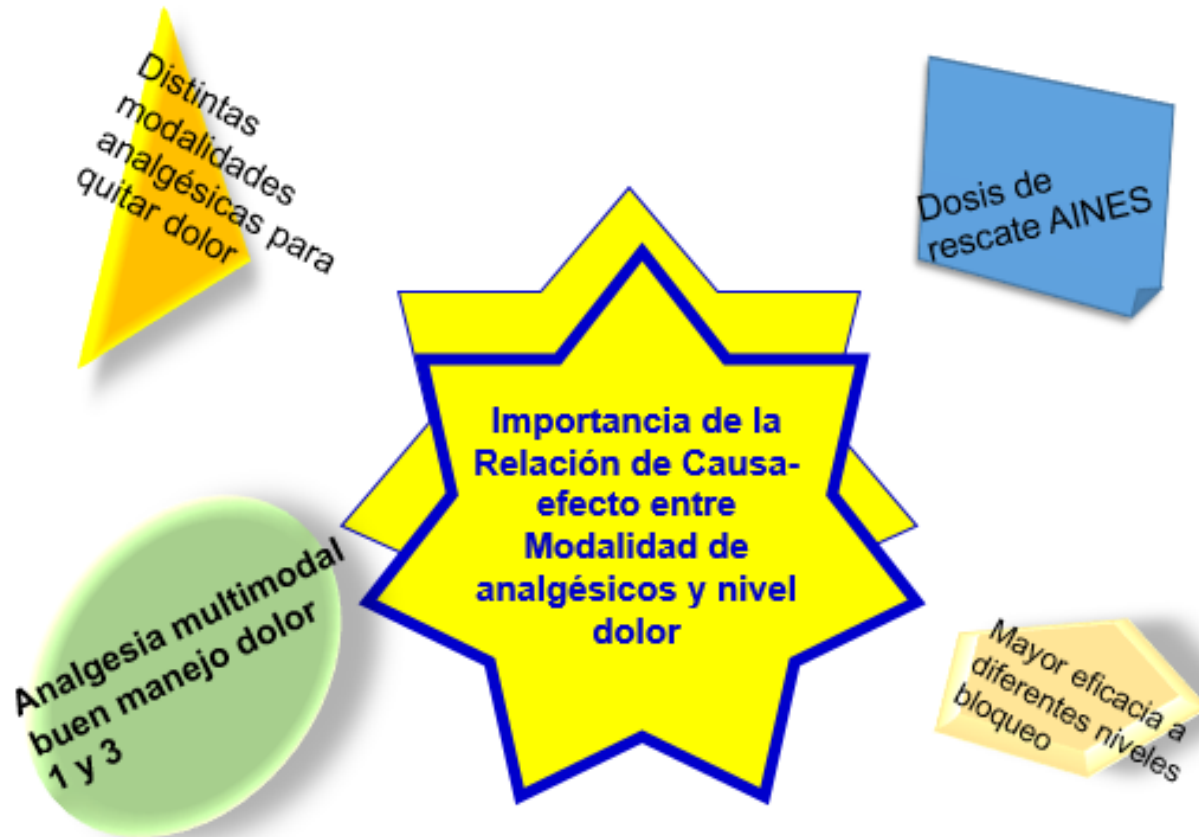 Distintas
modalidades
analgésicas para
quitar dolor
Dosis de
rescate AINES
Importancia de la
Relación de Causa-
efecto entre
Modalidad de
analgésicos y nivel
dolor
Analgesia multimodal
buen manejo dolor
1 y 3
Mayor eficacia a
diferentes niveles
bloqueo